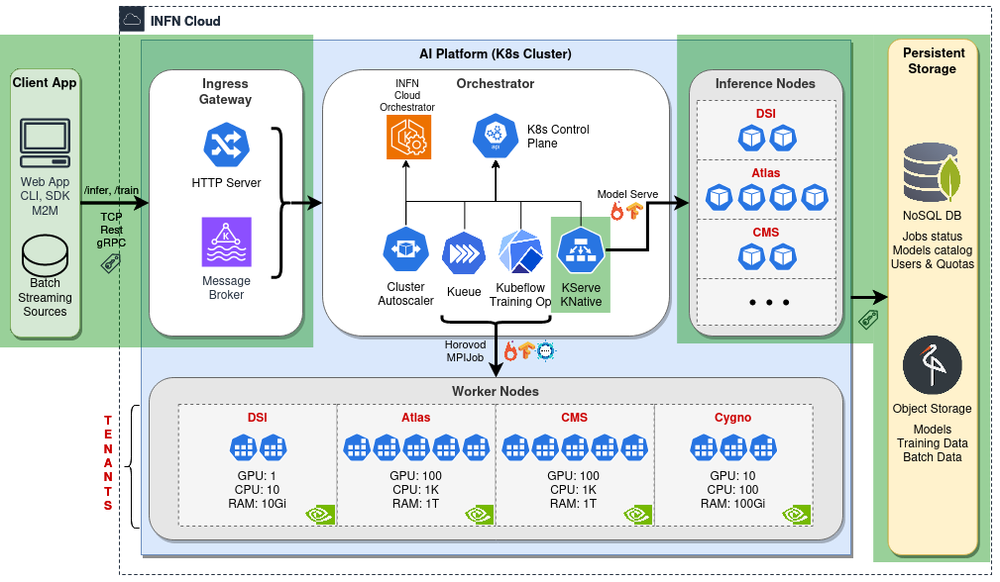 INFN Cloud
AI Platform (K8s Cluster)
Client App
Web App
CLI, SDK
M2M
Batch
Streaming
Sources
/infer, /train
TCP
Rest
gRPC
Ingress
Gateway
HTTP Server
K
Message
Broker
Orchestrator
INFN
Cloud
Orchestrator
K
api
K8s Control
Plane
Cluster
Autoscaler
Kueue
Kubeflow
Training Op
KServe
KNative
Model Serve
Horovod
MPIJob
Inference Nodes
DSI
Atlas
CMS
• • •
Persistent
Storage
NoSQL DB
Jobs status
Models catalog
Users & Quotas
Object Storage
Models
Training Data
Batch Data
T
E
N
A
N
T
S
Worker Nodes
DSI
GPU: 1
CPU: 10
RAM: 10Gi
Atlas
GPU: 100
CPU: 1K
RAM: 1T
CMS
GPU: 100
CPU: 1K
RAM: 1T
Cygno
GPU: 10
CPU: 100
RAM: 100Gi